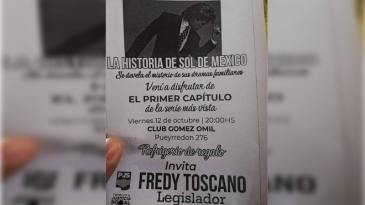 LA HISTORIA DE SOL DE MEXICO
Se devela el misterio de sus dramas familiares
Vení a disfrutar de
EL PRIMER CAPÍTULO
de la serie más vista
Viernes 12 de octubre | 20:00HS
CLUB GOMEZ OMIL
Pueyrredon 276
Refrigerio de regalo
Invita
PJS
FREDY TOSCANO
Legislador
SOCIAL